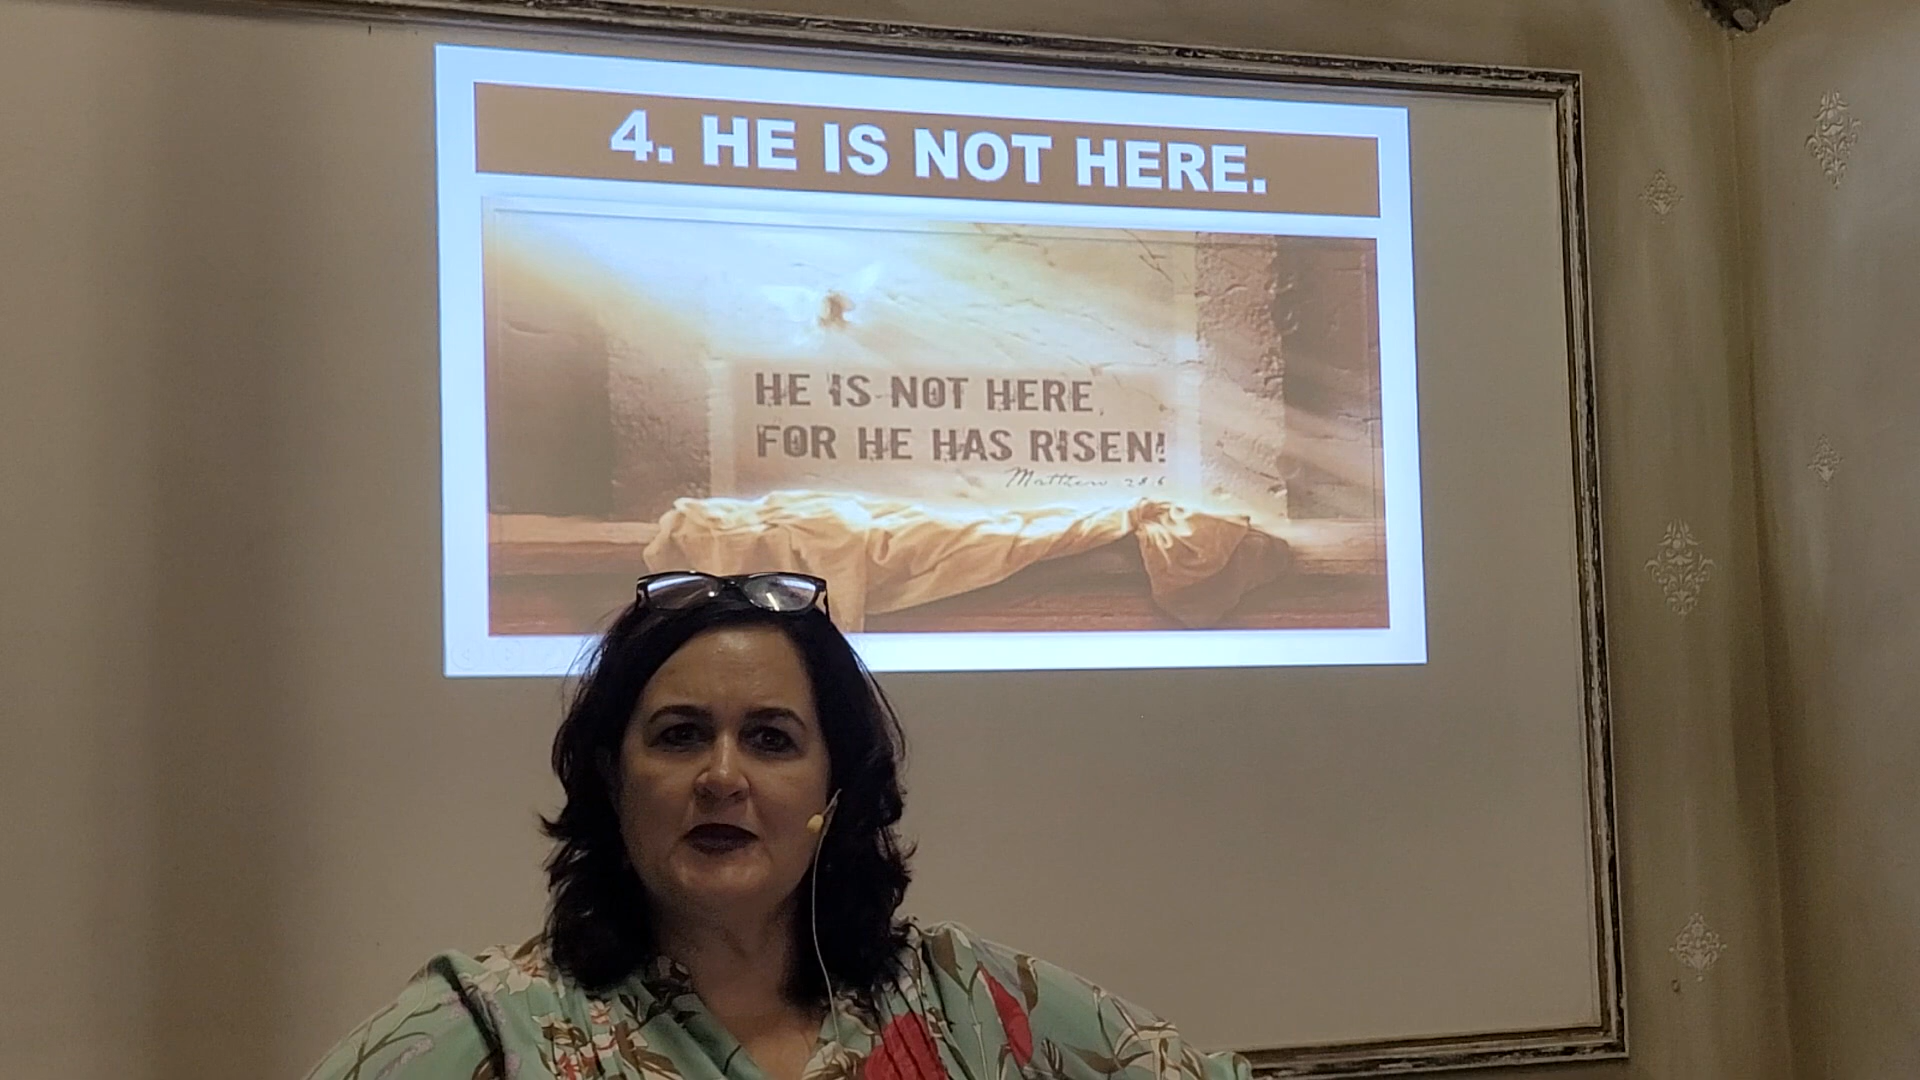 4. HE IS NOT HERE.
HE IS NOT HERE,
FOR HE HAS RISEN!
Matthew 28:6